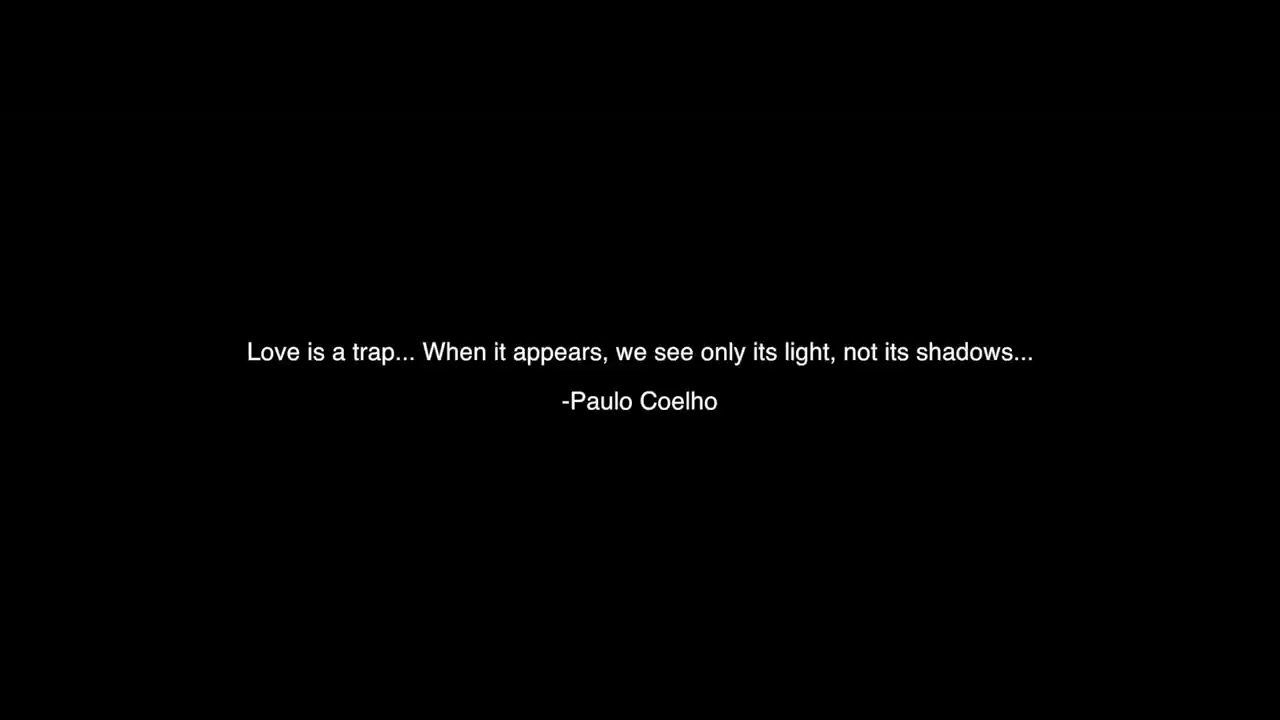 Love is a trap... When it appears, we see only its light, not its shadows...
-Paulo Coelho